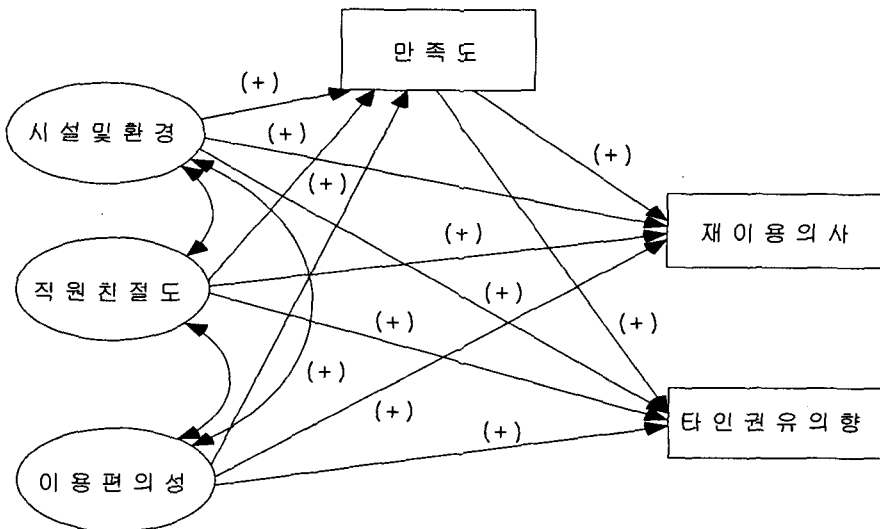 만 족 도
(+)
시 설 및 환 경
(+)
(+)
(+)
재 이 용 의 사
(+)
직 원 친 절 도
(+)
(+)
(+)
(+)
(+)
타 인 권 유 의 향
(+)
이 용 편 의 성